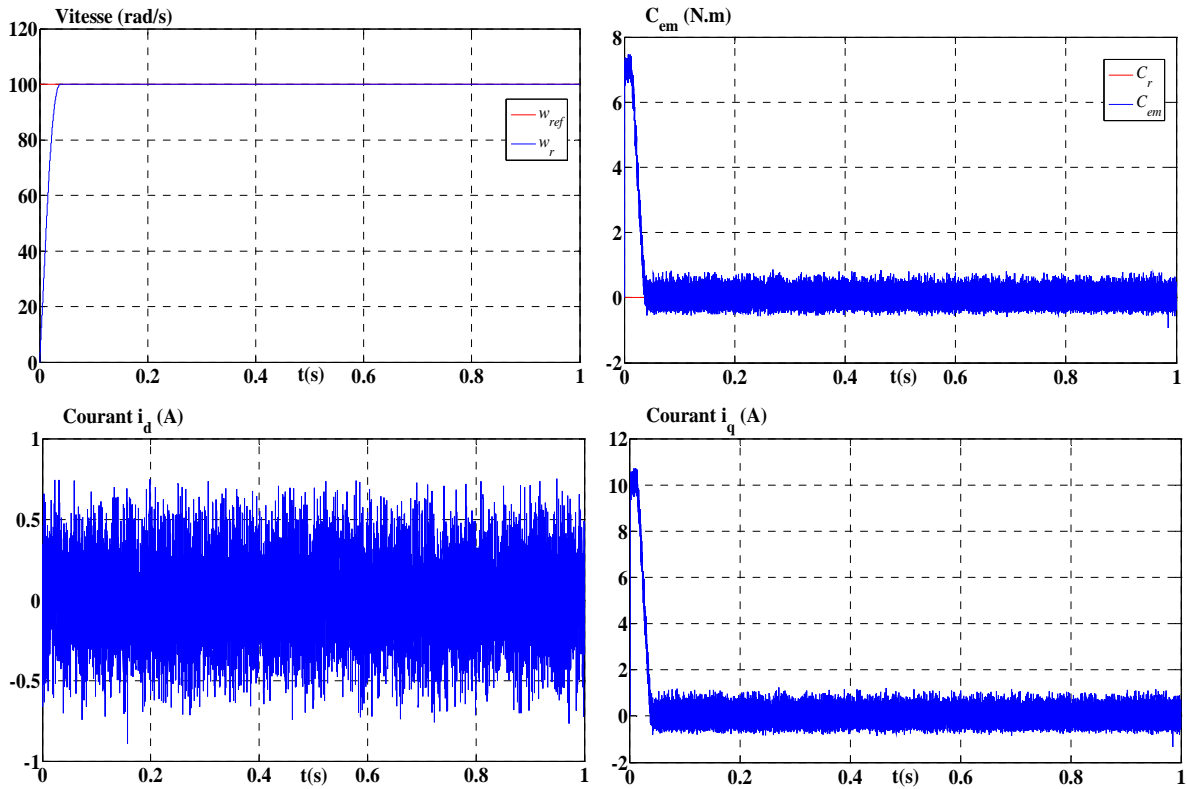 Vitesse (rad/s)
120
100
80
60
40
20
0
0 0.2 0.4 0.6 0.8 1
t(s)
w_ref
w_r
C_em (N.m)
8
6
4
2
0
-2
0 0.2 0.4 0.6 0.8 1
t(s)
C_r
C_em
Courant i_d (A)
1
0.5
0
-0.5
-1
0 0.2 0.4 0.6 0.8 1
t(s)
Courant i_q (A)
12
10
8
6
4
2
0
-2
0 0.2 0.4 0.6 0.8 1
t(s)